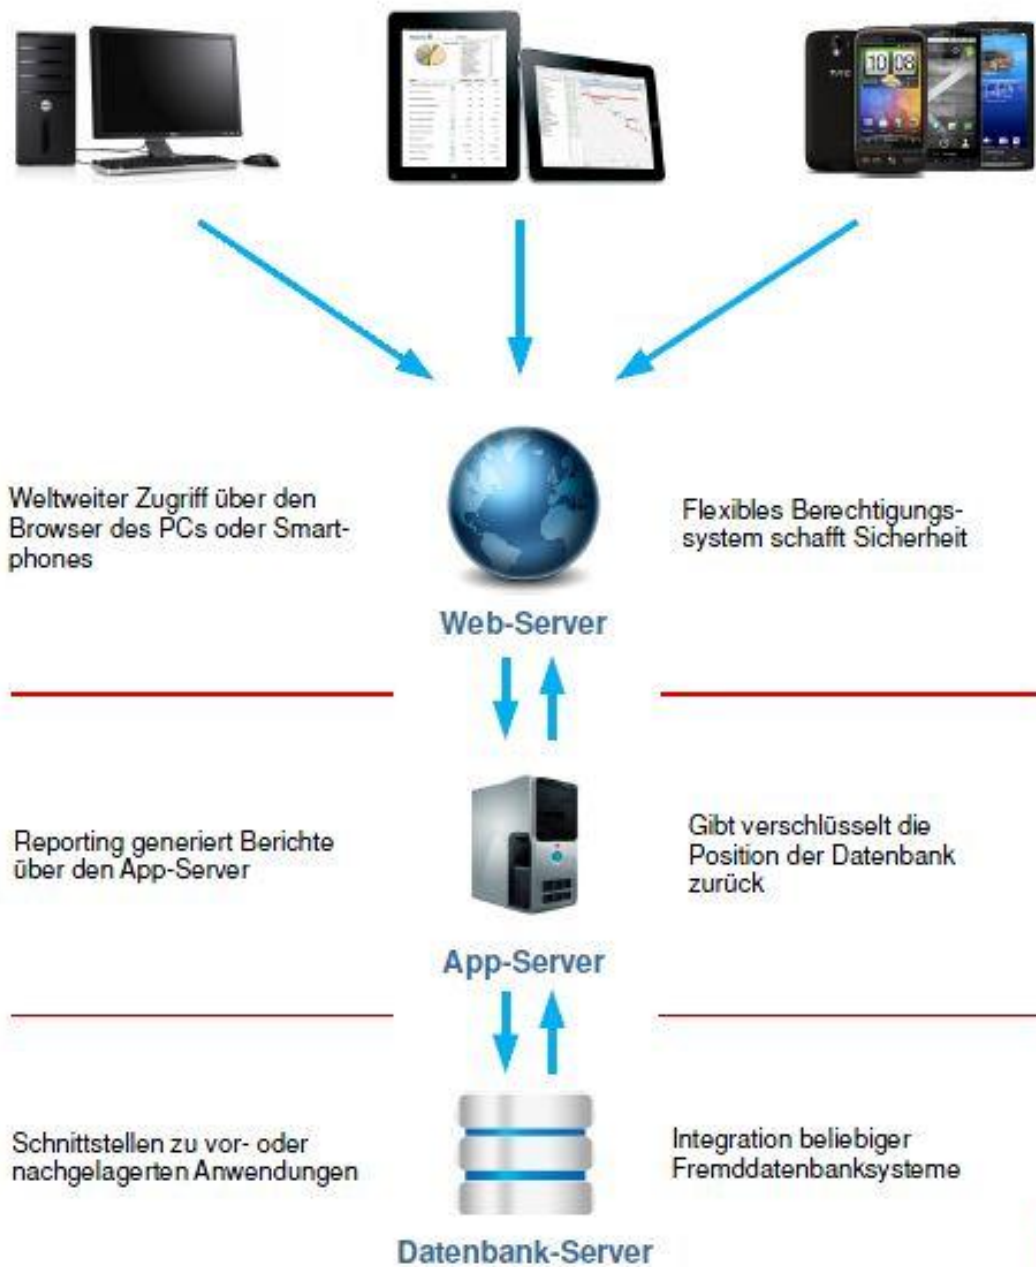 10 08
Weltweiter Zugriff über den
Browser des PCs oder Smart-
phones
Flexibles Berechtigungs-
system schafft Sicherheit
Web-Server
Reporting generiert Berichte
über den App-Server
Gibt verschlüsselt die
Position der Datenbank
zurück
App-Server
Schnittstellen zu vor- oder
nachgelagerten Anwendungen
Integration beliebiger
Fremddatenbanksysteme
Datenbank-Server